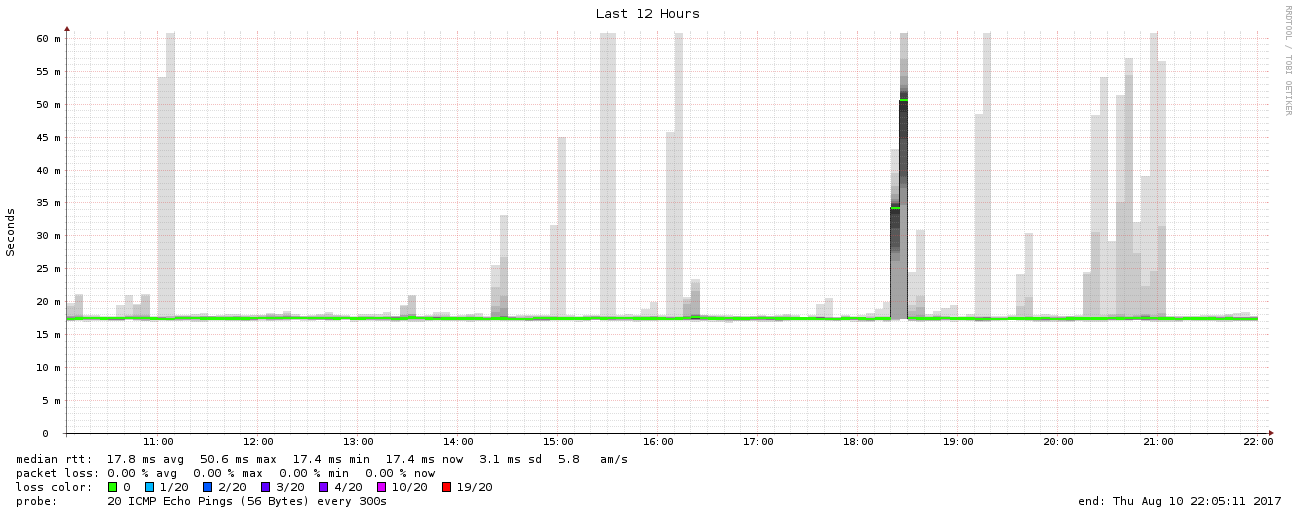 Last 12 Hours
RRDTOOL / TOBI OETIKER
Seconds
60 m
55 m
50 m
45 m
40 m
35 m
30 m
25 m
20 m
15 m
10 m
5 m
0
11:00 12:00 13:00 14:00 15:00 16:00 17:00 18:00 19:00 20:00 21:00 22:00
median rtt: 17.8 ms avg 50.6 ms max 17.4 ms min 17.4 ms now 3.1 ms sd 5.8 am/s
packet loss: 0.00 % avg 0.00 % max 0.00 % min 0.00 % now
loss color: 0 1/20 2/20 3/20 4/20 10/20 19/20
probe: 20 ICMP Echo Pings (56 Bytes) every 300s end: Thu Aug 10 22:05:11 2017